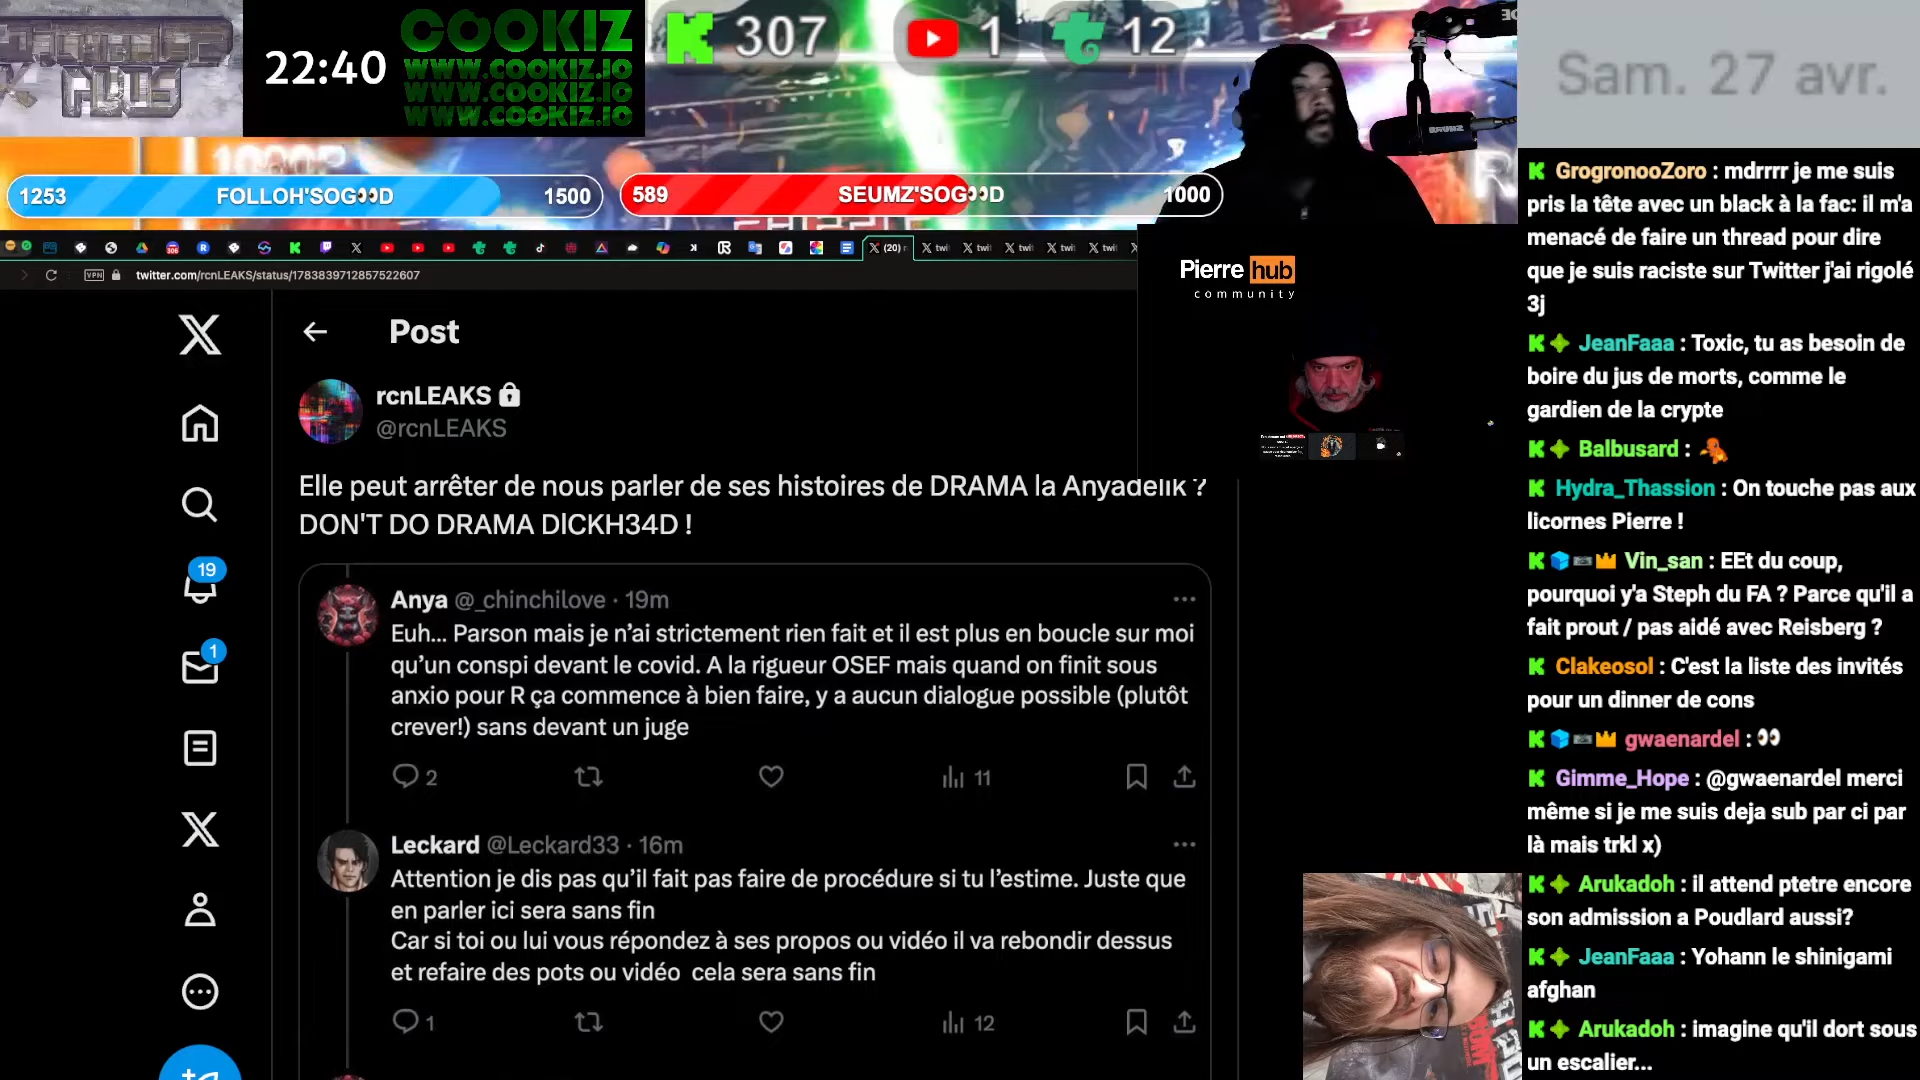 22:40
COOKIZ
WWW.COOKIZ.IO
WWW.COOKIZ.IO
WWW.COOKIZ.IO
307
1
12
Sam. 27 avr.
1253 FOLLOH'SOG👀D 1500
589 SEUMZ'SOG👀D 1000
VPN twitter.com/rcnLEAKS/status/1783839712857522607
Pierre hub
community
Post
rcnLEAKS
@rcnLEAKS
Elle peut arrêter de nous parler de ses histoires de DRAMA la Anyadelik ?
DON'T DO DRAMA DICKH34D !
19
1
Anya @_chinchilove · 19m
Euh... Parson mais je n’ai strictement rien fait et il est plus en boucle sur moi
qu’un conspi devant le covid. A la rigueur OSEF mais quand on finit sous
anxio pour R ça commence à bien faire, y a aucun dialogue possible (plutôt
crever!) sans devant un juge
2
11
Leckard @Leckard33 · 16m
Attention je dis pas qu’il fait pas faire de procédure si tu l’estime. Juste que
en parler ici sera sans fin
Car si toi ou lui vous répondez à ses propos ou vidéo il va rebondir dessus
et refaire des pots ou vidéo cela sera sans fin
1
12
GrogronooZoro : mdrrrr je me suis
pris la tête avec un black à la fac: il m'a
menacé de faire un thread pour dire
que je suis raciste sur Twitter j'ai rigolé
3j
JeanFaaa : Toxic, tu as besoin de
boire du jus de morts, comme le
gardien de la crypte
Balbusard :
Hydra_Thassion : On touche pas aux
licornes Pierre !
Vin_san : EEt du coup,
pourquoi y'a Steph du FA ? Parce qu'il a
fait prout / pas aidé avec Reisberg ?
Clakeosol : C'est la liste des invités
pour un dinner de cons
gwaenardel : 👀
Gimme_Hope : @gwaenardel merci
même si je me suis deja sub par ci par
là mais trkl x)
Arukadoh : il attend ptetre encore
son admission a Poudlard aussi?
JeanFaaa : Yohann le shinigami
afghan
Arukadoh : imagine qu'il dort sous
un escalier...